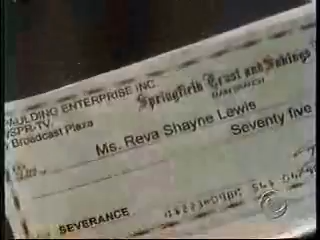 PAULDING ENTERPRISE INC.
WSPR-TV
Broadcast Plaza
Springfield Trust and Savings
MAIN BRANCH
Ms. Reva Shayne Lewis
Seventy five
SEVERANCE